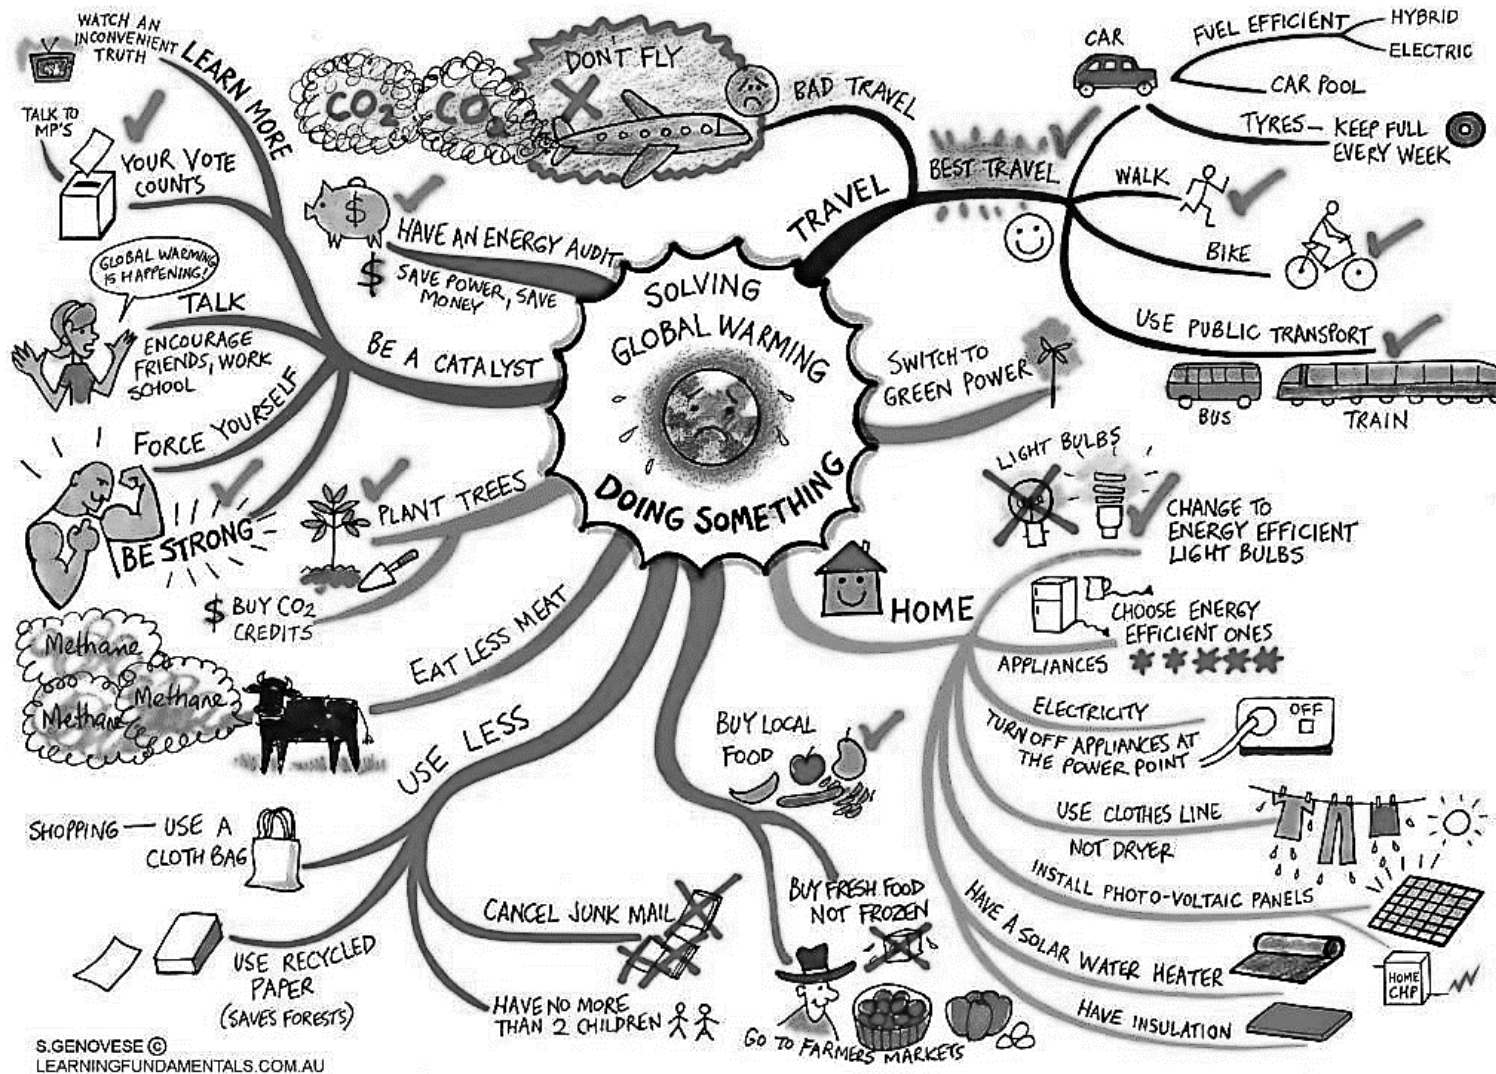 SOLVING
GLOBAL WARMING
DOING SOMETHING
TRAVEL
BAD TRAVEL
DON'T FLY
CO2
CO2
BEST TRAVEL
CAR
FUEL EFFICIENT
HYBRID
ELECTRIC
CAR POOL
TYRES — KEEP FULL
EVERY WEEK
WALK
BIKE
USE PUBLIC TRANSPORT
BUS
TRAIN
SWITCH TO
GREEN POWER
HOME
LIGHT BULBS
CHANGE TO
ENERGY EFFICIENT
LIGHT BULBS
APPLIANCES
CHOOSE ENERGY
EFFICIENT ONES
ELECTRICITY
TURN OFF APPLIANCES AT
THE POWER POINT
OFF
USE CLOTHES LINE
NOT DRYER
INSTALL PHOTO-VOLTAIC PANELS
HOME
CHP
HAVE A SOLAR WATER HEATER
HAVE INSULATION
BUY LOCAL
FOOD
BUY FRESH FOOD
NOT FROZEN
GO TO FARMERS MARKETS
USE LESS
SHOPPING — USE A
CLOTH BAG
USE RECYCLED
PAPER
(SAVES FORESTS)
CANCEL JUNK MAIL
HAVE NO MORE
THAN 2 CHILDREN
EAT LESS MEAT
Methane
Methane
Methane
PLANT TREES
$ BUY CO2
CREDITS
BE A CATALYST
LEARN MORE
WATCH AN
INCONVENIENT
TRUTH
YOUR VOTE
COUNTS
TALK TO
MP'S
TALK
ENCOURAGE
FRIENDS, WORK
SCHOOL
GLOBAL WARMING
IS HAPPENING!
FORCE YOURSELF
BE STRONG
HAVE AN ENERGY AUDIT
$
$ SAVE POWER, SAVE
MONEY
S.GENOVESE ©
LEARNINGFUNDAMENTALS.COM.AU